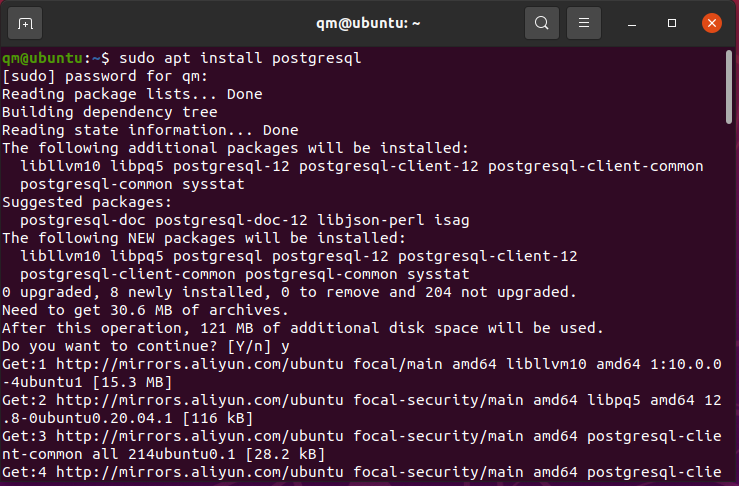 qm@ubuntu: ~
qm@ubuntu:~$ sudo apt install postgresql
[sudo] password for qm:
Reading package lists... Done
Building dependency tree
Reading state information... Done
The following additional packages will be installed:
  libllvm10 libpq5 postgresql-12 postgresql-client-12 postgresql-client-common
  postgresql-common sysstat
Suggested packages:
  postgresql-doc postgresql-doc-12 libjson-perl isag
The following NEW packages will be installed:
  libllvm10 libpq5 postgresql postgresql-12 postgresql-client-12
  postgresql-client-common postgresql-common sysstat
0 upgraded, 8 newly installed, 0 to remove and 204 not upgraded.
Need to get 30.6 MB of archives.
After this operation, 121 MB of additional disk space will be used.
Do you want to continue? [Y/n] y
Get:1 http://mirrors.aliyun.com/ubuntu focal/main amd64 libllvm10 amd64 1:10.0.0
-4ubuntu1 [15.3 MB]
Get:2 http://mirrors.aliyun.com/ubuntu focal-security/main amd64 libpq5 amd64 12
.8-0ubuntu0.20.04.1 [116 kB]
Get:3 http://mirrors.aliyun.com/ubuntu focal-security/main amd64 postgresql-clie
nt-common all 214ubuntu0.1 [28.2 kB]
Get:4 http://mirrors.aliyun.com/ubuntu focal-security/main amd64 postgresql-clie